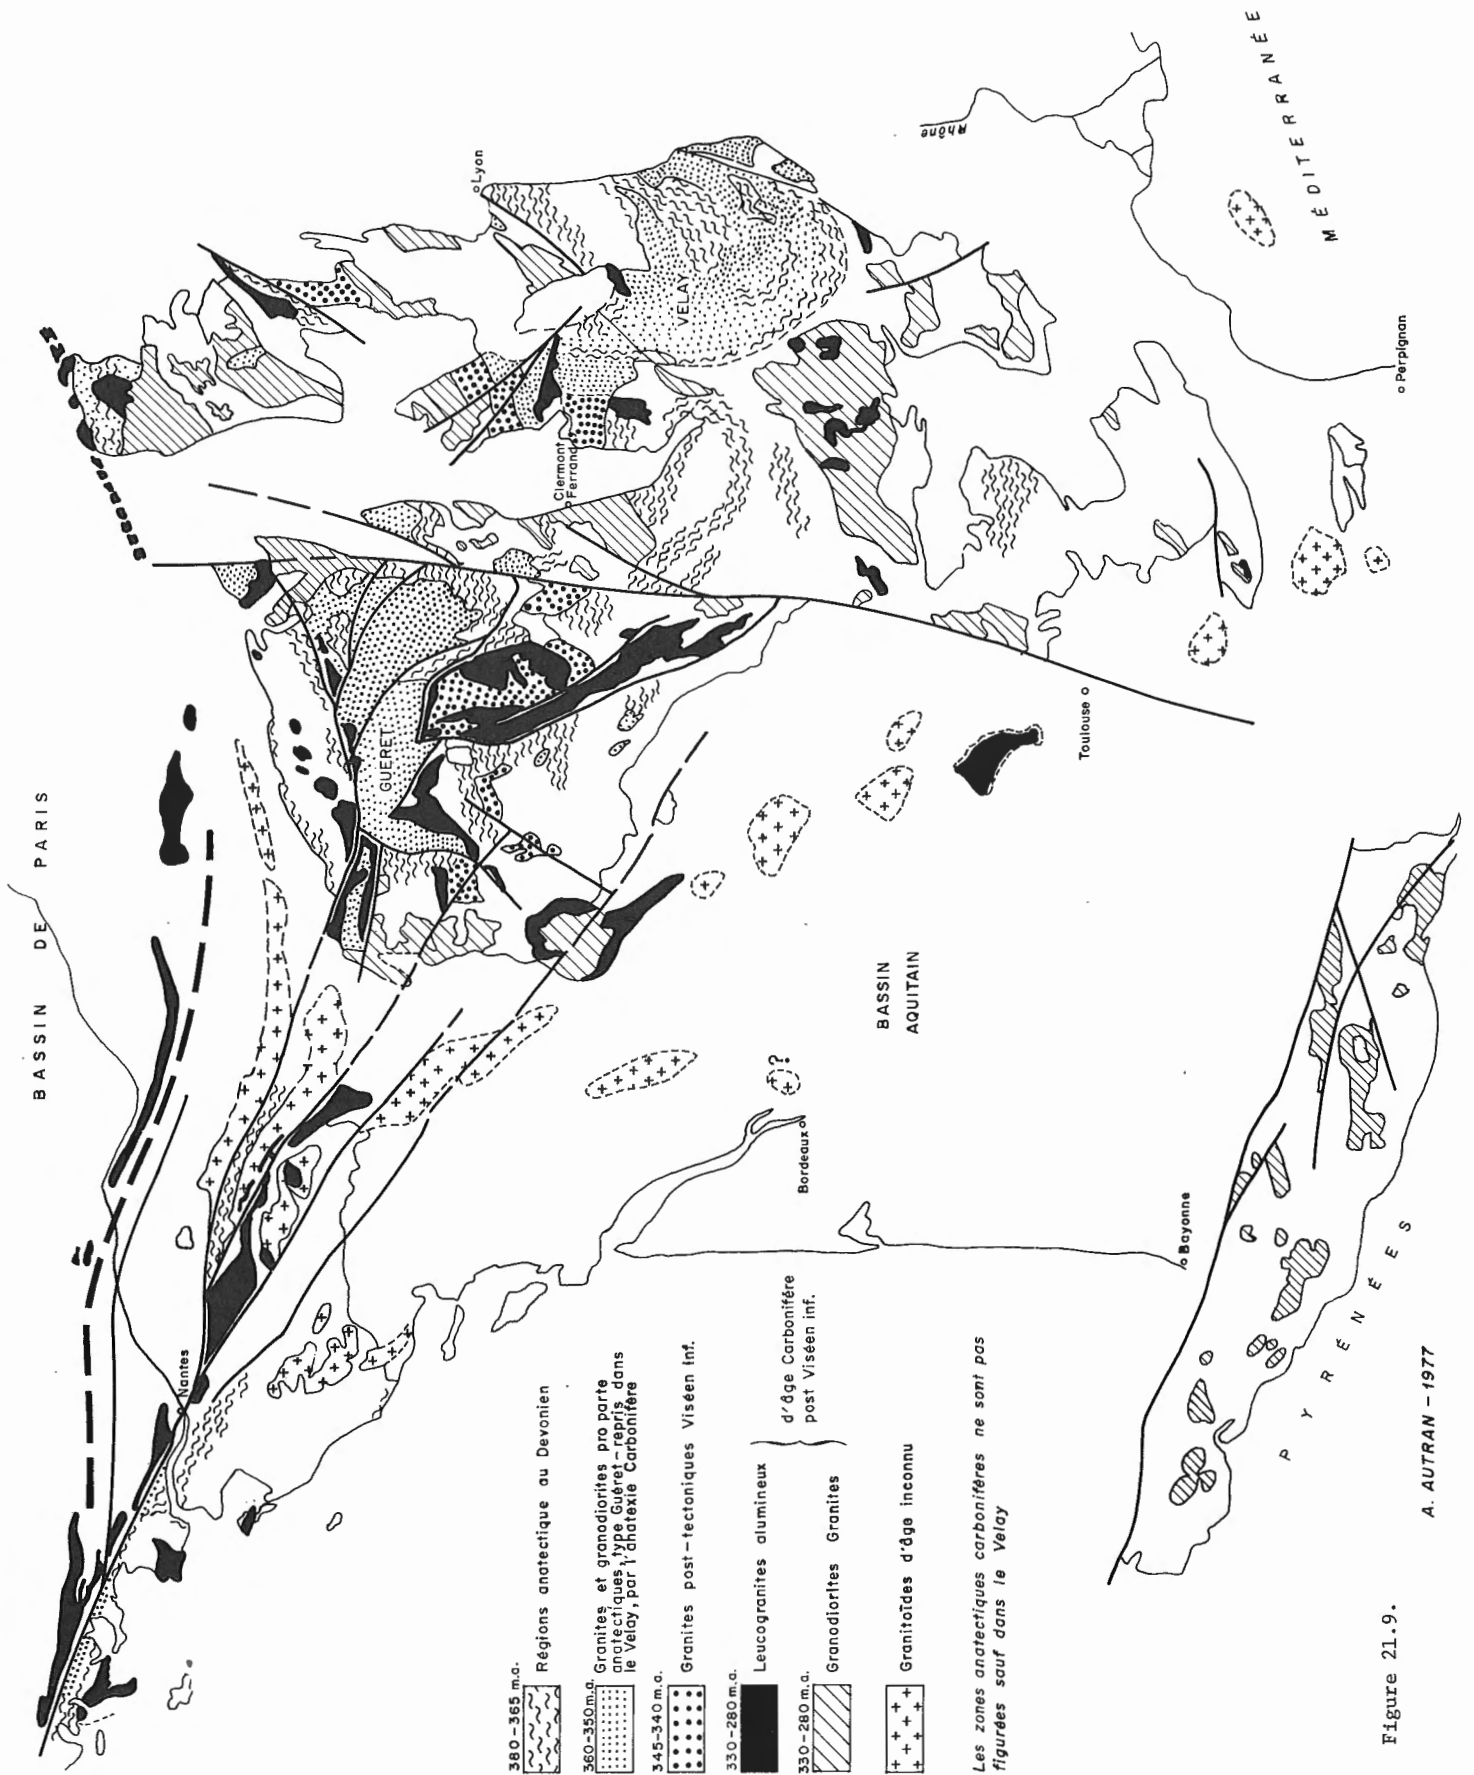 BASSIN DE PARIS
Nantes
GUERET
Clermont
Ferrand
Lyon
VELAY
Rhône
MÉDITERRANÉE
Perpignan
Toulouse
BASSIN
AQUITAIN
?
Bordeaux
Bayonne
PYRÉNÉES
380-365 m.a.
Régions anatectique au Devonien
360-350 m.a.
Granites et granodiorites pro parte
anatectiques, type Guéret-repris dans
le Velay, par l'anatexie Carbonifère
345-340 m.a.
Granites post-tectoniques Viséen Inf.
330-280 m.a.
Leucogranites alumineux
330-280 m.a.
Granodiorites Granites
d'âge Carbonifére
post Viséen inf.
Granitoïdes d'âge inconnu
Les zones anatectiques carbonifères ne sont pas
figurées sauf dans le Velay
A. AUTRAN - 1977
Figure 21.9.